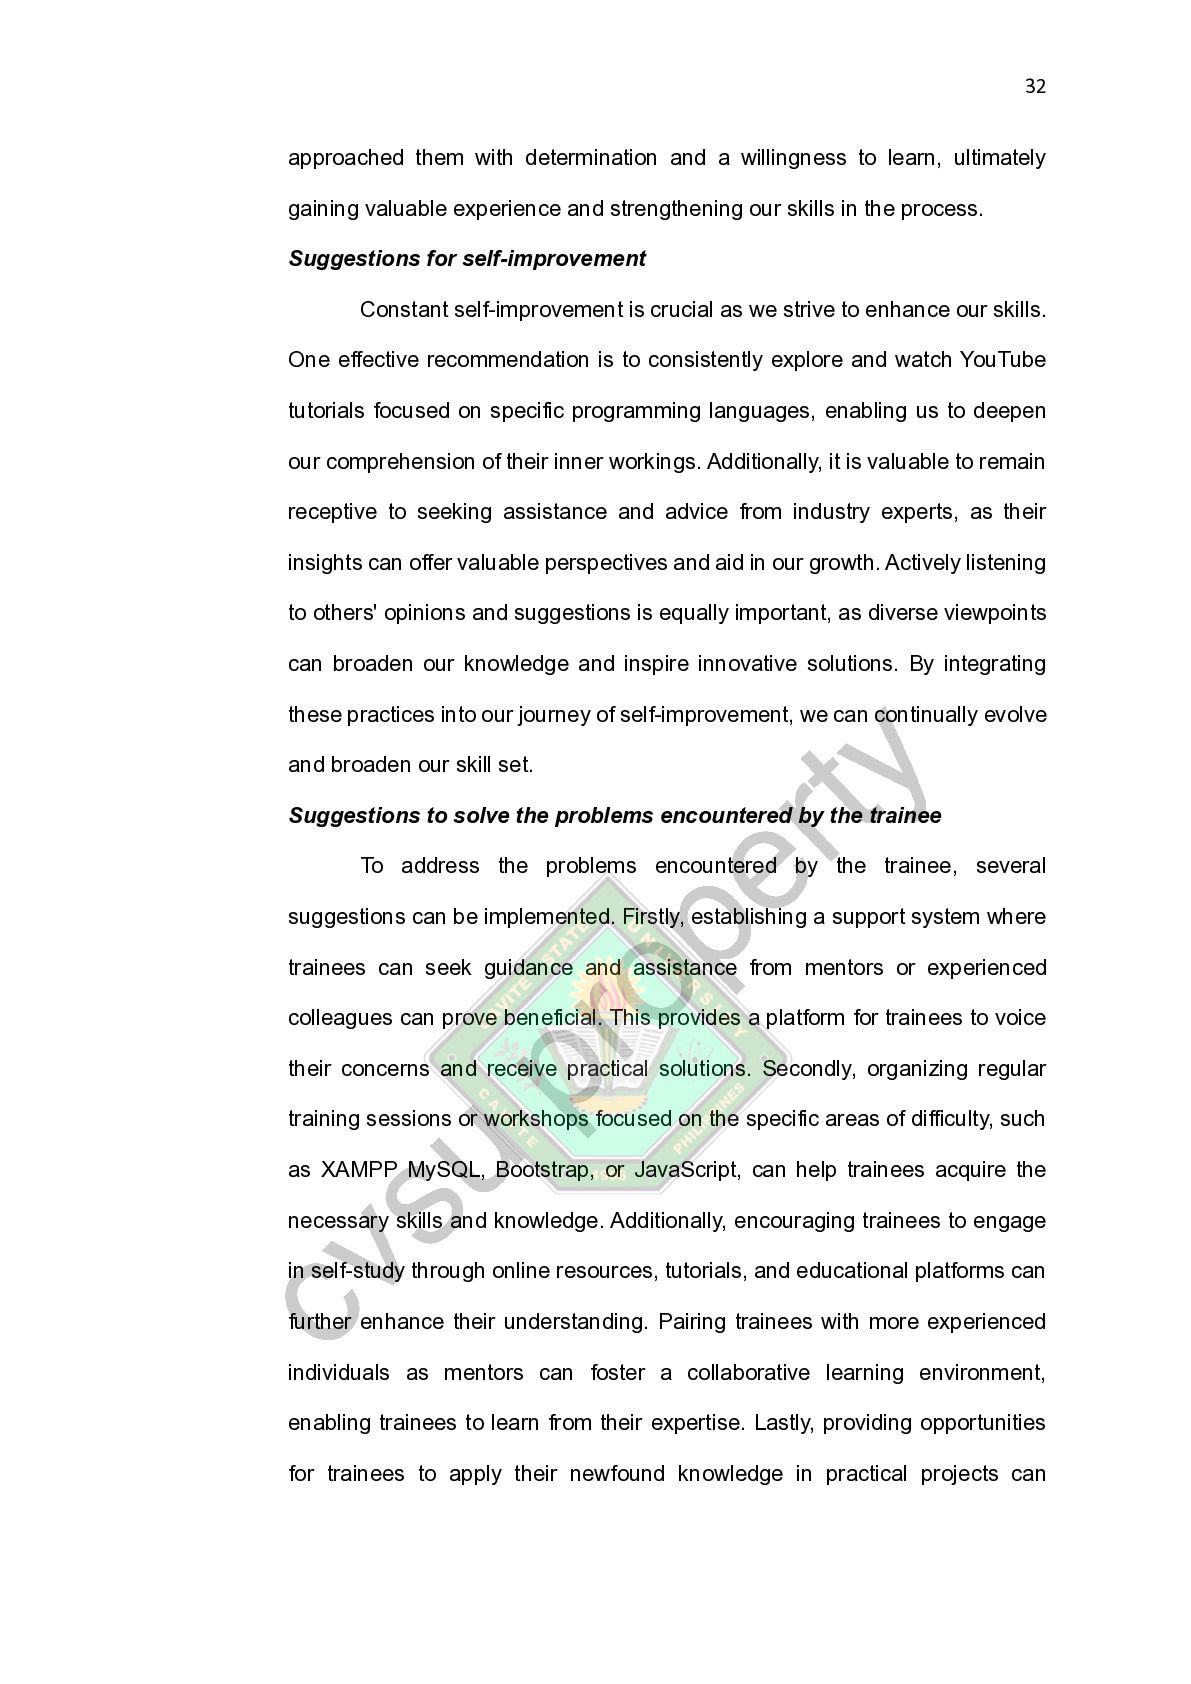 32
approached them with determination and a willingness to learn, ultimately
gaining valuable experience and strengthening our skills in the process.
Suggestions for self-improvement
Constant self-improvement is crucial as we strive to enhance our skills.
One effective recommendation is to consistently explore and watch YouTube
tutorials focused on specific programming languages, enabling us to deepen
our comprehension of their inner workings. Additionally, it is valuable to remain
receptive to seeking assistance and advice from industry experts, as their
insights can offer valuable perspectives and aid in our growth. Actively listening
to others' opinions and suggestions is equally important, as diverse viewpoints
can broaden our knowledge and inspire innovative solutions. By integrating
these practices into our journey of self-improvement, we can continually evolve
and broaden our skill set.
Suggestions to solve the problems encountered by the trainee
To address the problems encountered by the trainee, several
suggestions can be implemented. Firstly, establishing a support system where
trainees can seek guidance and assistance from mentors or experienced
colleagues can prove beneficial. This provides a platform for trainees to voice
their concerns and receive practical solutions. Secondly, organizing regular
training sessions or workshops focused on the specific areas of difficulty, such
as XAMPP MySQL, Bootstrap, or JavaScript, can help trainees acquire the
necessary skills and knowledge. Additionally, encouraging trainees to engage
in self-study through online resources, tutorials, and educational platforms can
further enhance their understanding. Pairing trainees with more experienced
individuals as mentors can foster a collaborative learning environment,
enabling trainees to learn from their expertise. Lastly, providing opportunities
for trainees to apply their newfound knowledge in practical projects can
cvsu property
CAVITE STATE UNIVERSITY
CAVITE
PHILIPPINES